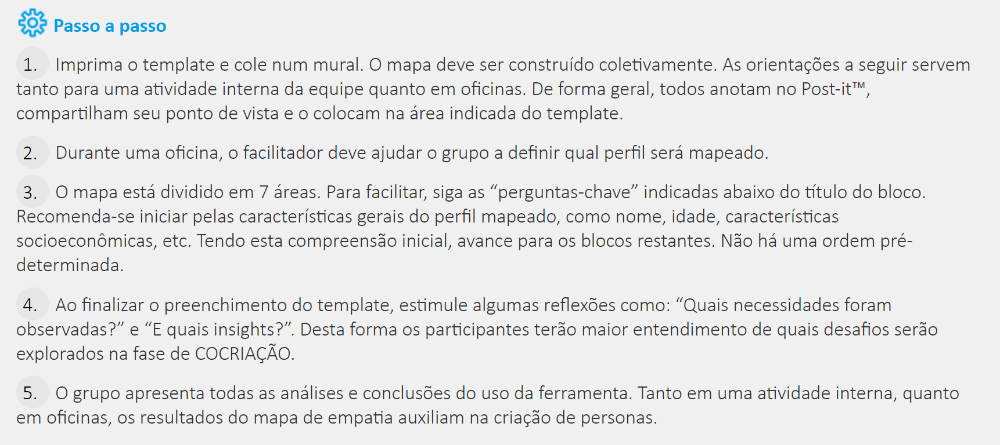 Passo a passo
1. Imprima o template e cole num mural. O mapa deve ser construído coletivamente. As orientações a seguir servem
tanto para uma atividade interna da equipe quanto em oficinas. De forma geral, todos anotam no Post-it™,
compartilham seu ponto de vista e o colocam na área indicada do template.
2. Durante uma oficina, o facilitador deve ajudar o grupo a definir qual perfil será mapeado.
3. O mapa está dividido em 7 áreas. Para facilitar, siga as “perguntas-chave” indicadas abaixo do título do bloco.
Recomenda-se iniciar pelas características gerais do perfil mapeado, como nome, idade, características
socioeconômicas, etc. Tendo esta compreensão inicial, avance para os blocos restantes. Não há uma ordem pré-
determinada.
4. Ao finalizar o preenchimento do template, estimule algumas reflexões como: “Quais necessidades foram
observadas?” e “E quais insights?”. Desta forma os participantes terão maior entendimento de quais desafios serão
explorados na fase de COCRIAÇÃO.
5. O grupo apresenta todas as análises e conclusões do uso da ferramenta. Tanto em uma atividade interna, quanto
em oficinas, os resultados do mapa de empatia auxiliam na criação de personas.